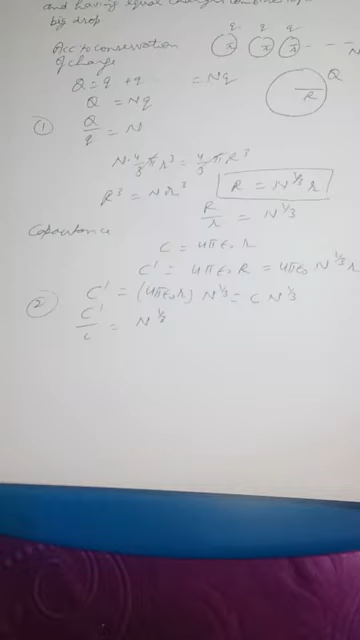 and having equal charges combine to form a
big drop
q q q
Acc to conservation
of charge
r r r - - - N
Q = q + q = Nq
Q
Q = Nq
R
① Q/q = N
N · 4/3 π r³ = 4/3 π R³
R³ = N r³ R = N^1/3 r
R/r = N^1/3
Capacitance
C = 4πε₀ r
C' = 4πε₀ R = 4πε₀ N^1/3 r
② C' = (4πε₀ r) N^1/3 = C N^1/3
C'/C = N^1/3